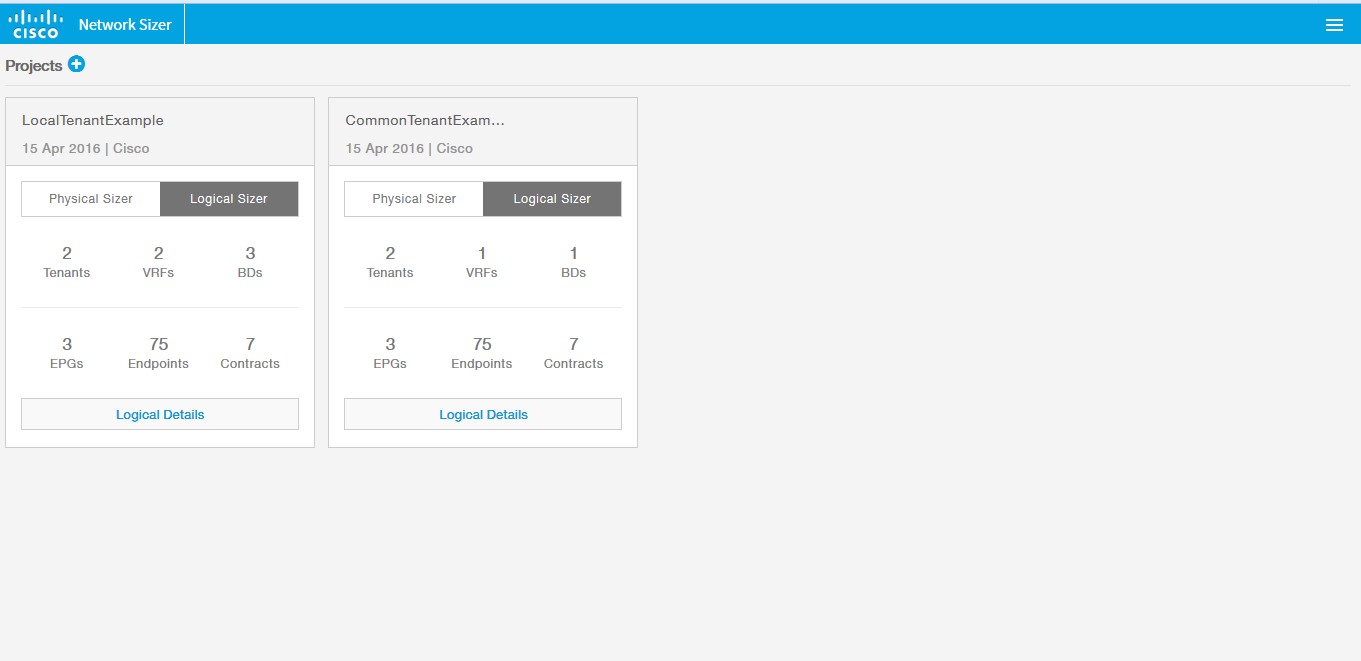 CISCO Network Sizer
Projects
LocalTenantExample
15 Apr 2016 | Cisco
Physical Sizer Logical Sizer
2 2 3
Tenants VRFs BDs
3 75 7
EPGs Endpoints Contracts
Logical Details
CommonTenantExam...
15 Apr 2016 | Cisco
Physical Sizer Logical Sizer
2 1 1
Tenants VRFs BDs
3 75 7
EPGs Endpoints Contracts
Logical Details